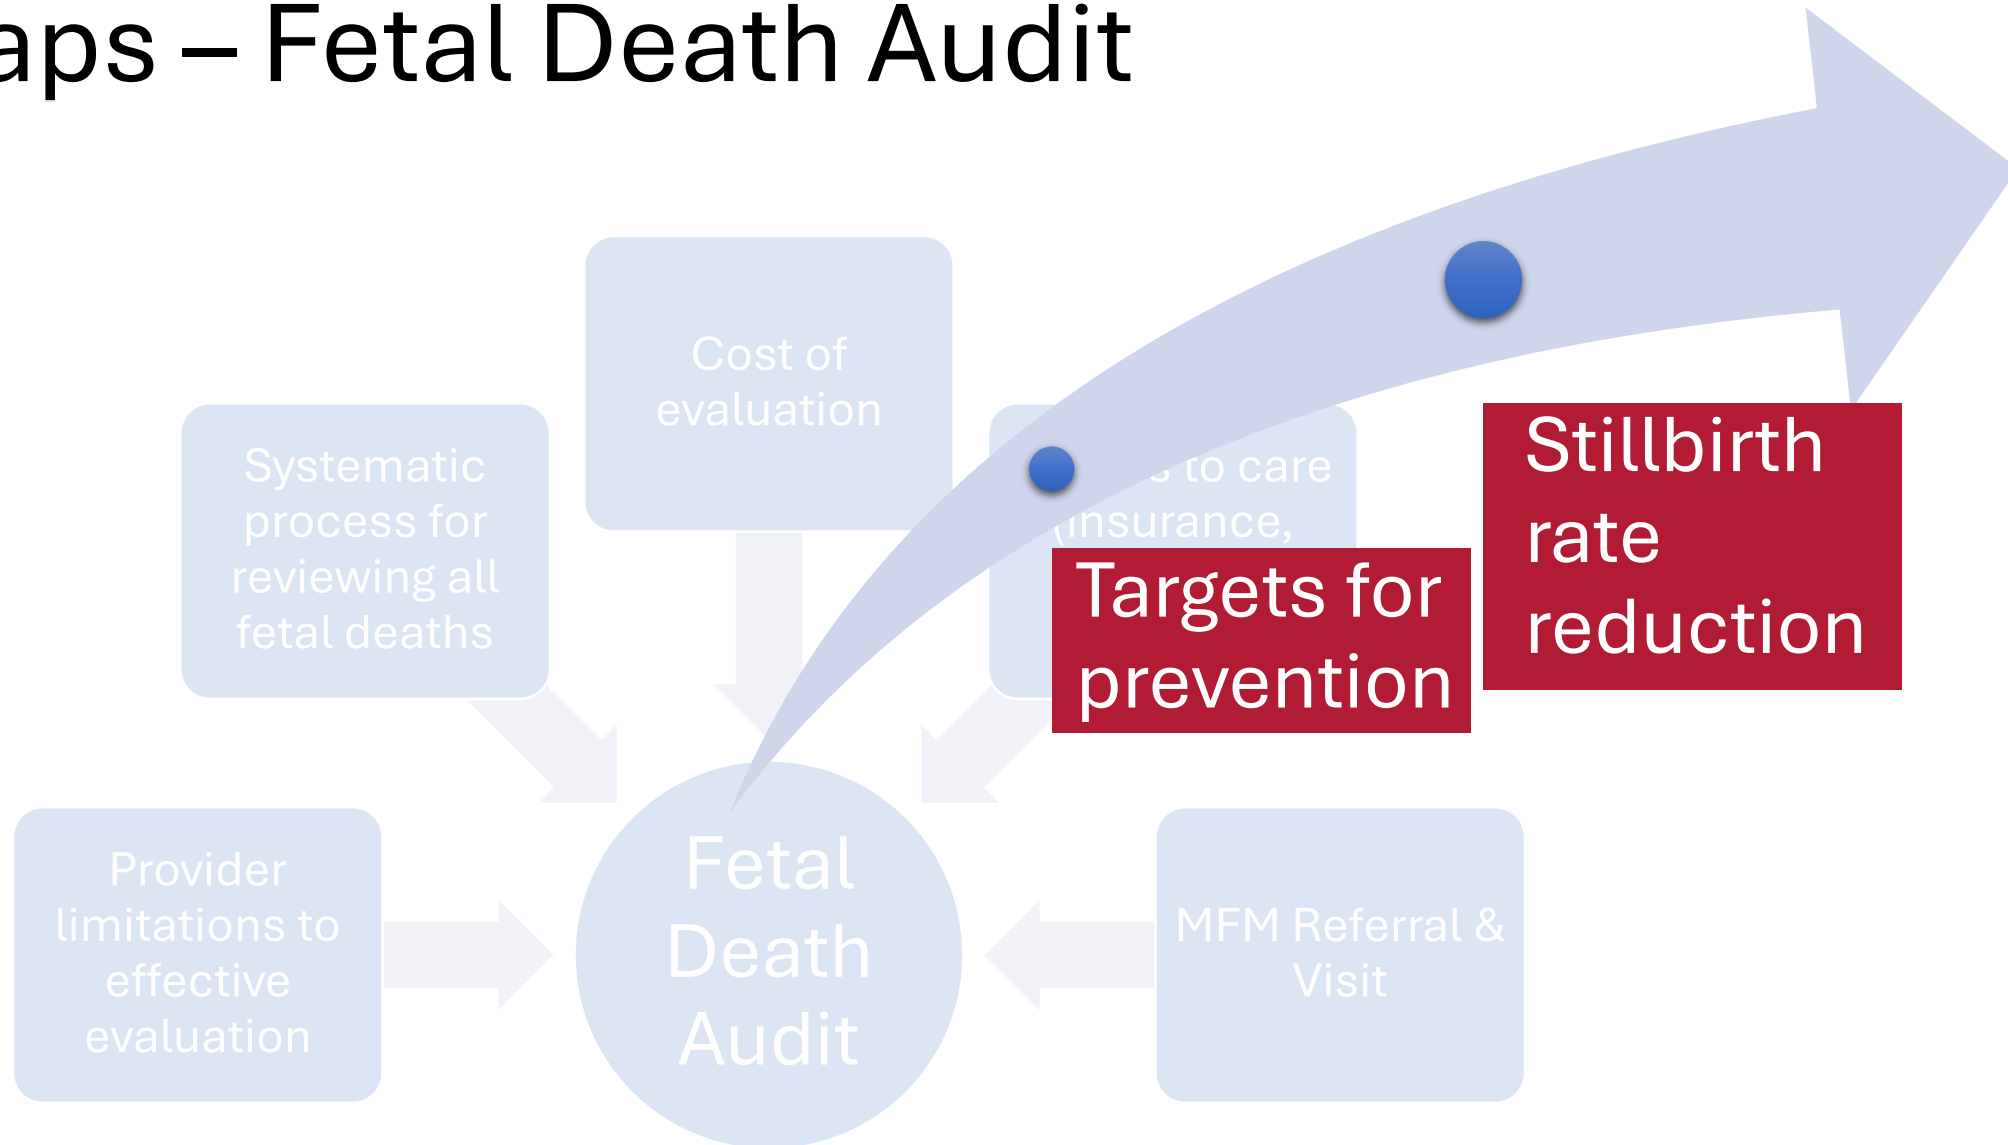 – Fetal Death Audit
Cost of
evaluation
Systematic
process for
reviewing all
fetal deaths
to care
(insurance,
Targets for
prevention
Stillbirth
rate
reduction
Provider
limitations to
effective
evaluation
Fetal
Death
Audit
MFM Referral &
Visit